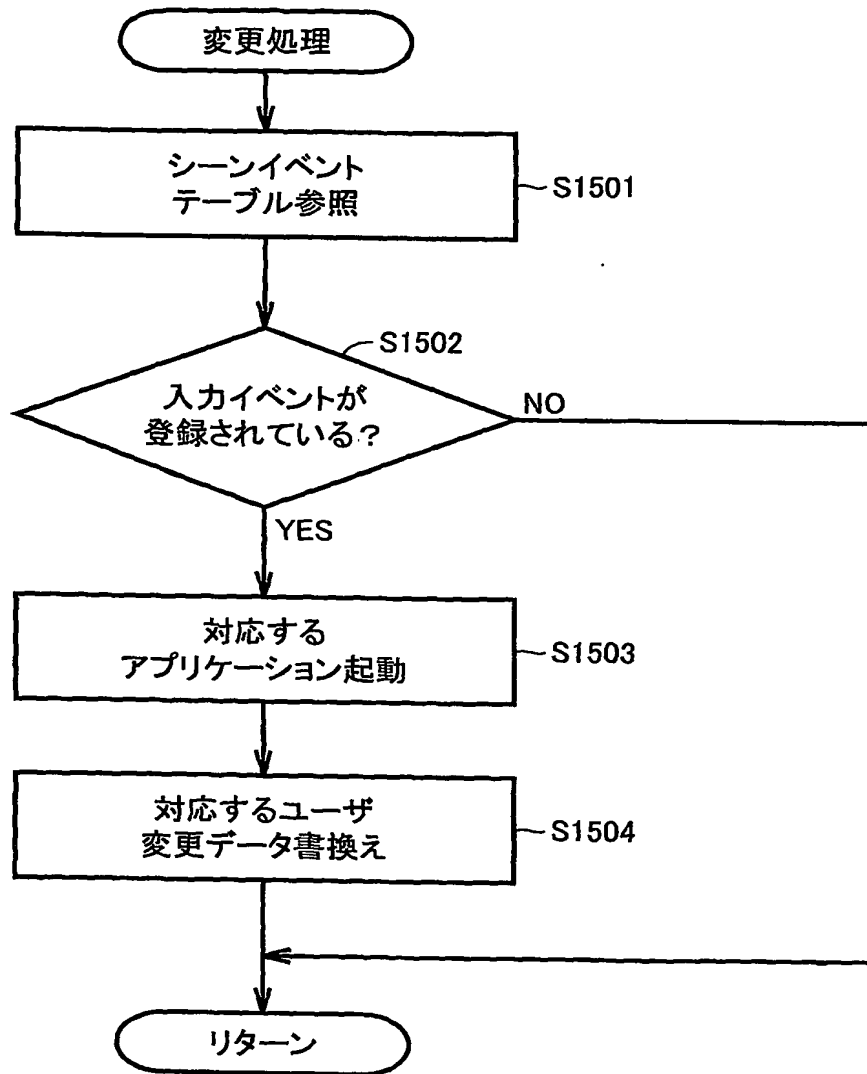 変更処理
シーンイベント
テーブル参照
S1501
S1502
入力イベントが
登録されている?
NO
YES
対応する
アプリケーション起動
S1503
対応するユーザ
変更データ書換え
S1504
リターン